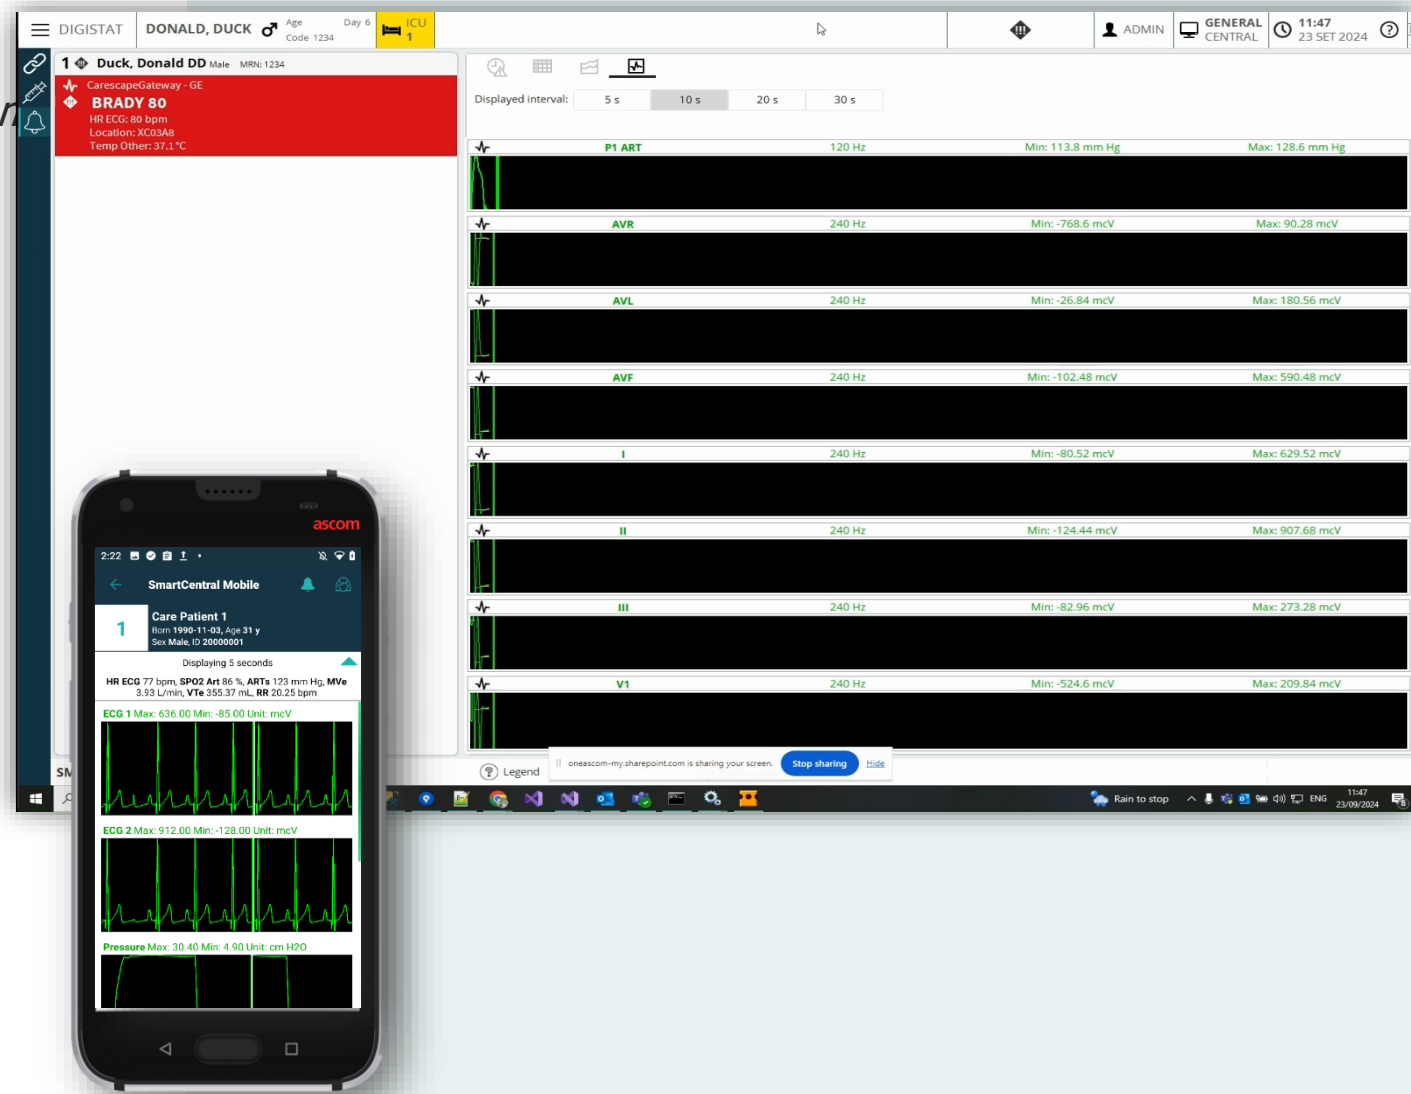 DIGISTAT
DONALD, DUCK
Age
Day 6
Code 1234
ICU
1
ADMIN
GENERAL
CENTRAL
11:47
23 SET 2024
1 Duck, Donald DD Male MRN: 1234
CarescapeGateway - GE
BRADY 80
HR ECG: 80 bpm
Location: XC03A8
Temp Other: 37.1°C
Displayed interval: 5 s 10 s 20 s 30 s
P1 ART 120 Hz Min: 113.8 mm Hg Max: 128.6 mm Hg
AVR 240 Hz Min: -768.6 mcV Max: 90.28 mcV
AVL 240 Hz Min: -26.84 mcV Max: 180.56 mcV
AVF 240 Hz Min: -102.48 mcV Max: 590.48 mcV
I 240 Hz Min: -80.52 mcV Max: 629.52 mcV
II 240 Hz Min: -124.44 mcV Max: 907.68 mcV
III 240 Hz Min: -82.96 mcV Max: 273.28 mcV
V1 240 Hz Min: -524.6 mcV Max: 209.84 mcV
Legend
oneascom-my.sharepoint.com is sharing your screen. Stop sharing Hide
Rain to stop
ENG
11:47
23/09/2024
ascom
2:22
SmartCentral Mobile
1
Care Patient 1
Born 1990-11-03, Age 31 y
Sex Male, ID 20000001
Displaying 5 seconds
HR ECG 77 bpm, SPO2 Art 86 %, ARTs 123 mm Hg, MVe
3.93 L/min, VTe 355.37 mL, RR 20.25 bpm
ECG 1 Max: 636.00 Min: -85.00 Unit: mcV
ECG 2 Max: 912.00 Min: -128.00 Unit: mcV
Pressure Max: 30.40 Min: 4.90 Unit: cm H2O